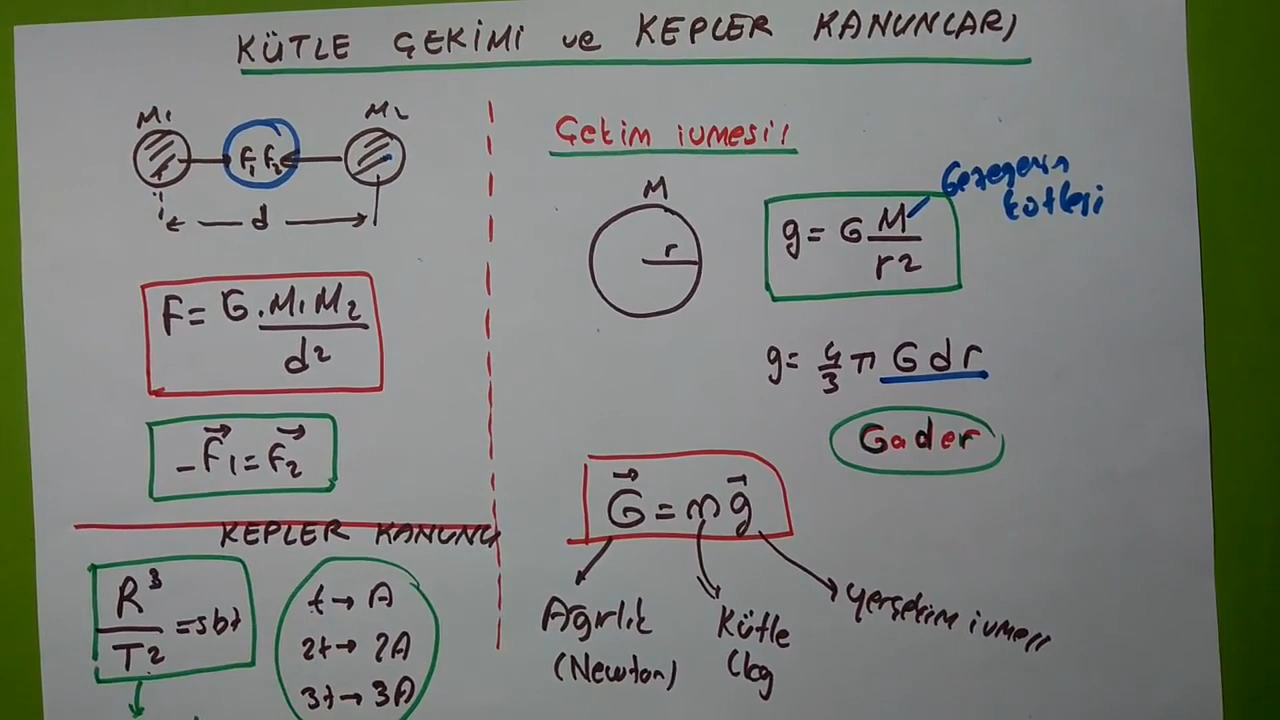 KÜTLE ÇEKİMİ ve KEPLER KANUNLARI
M1 M2
F1 F2
d
F = G.M1M2 / d2
-F1 = F2
KEPLER KANUNU
R3 / T2 = sbt
t → A
2t → 2A
3t → 3A
Çekim ivmesi
M
r
g = G M / r2
Gezegenin
kütlesi
g = 4/3 π G d r
Gader
G = m g
Ağırlık
(Newton)
Kütle
(kg
yerçekim ivmesi